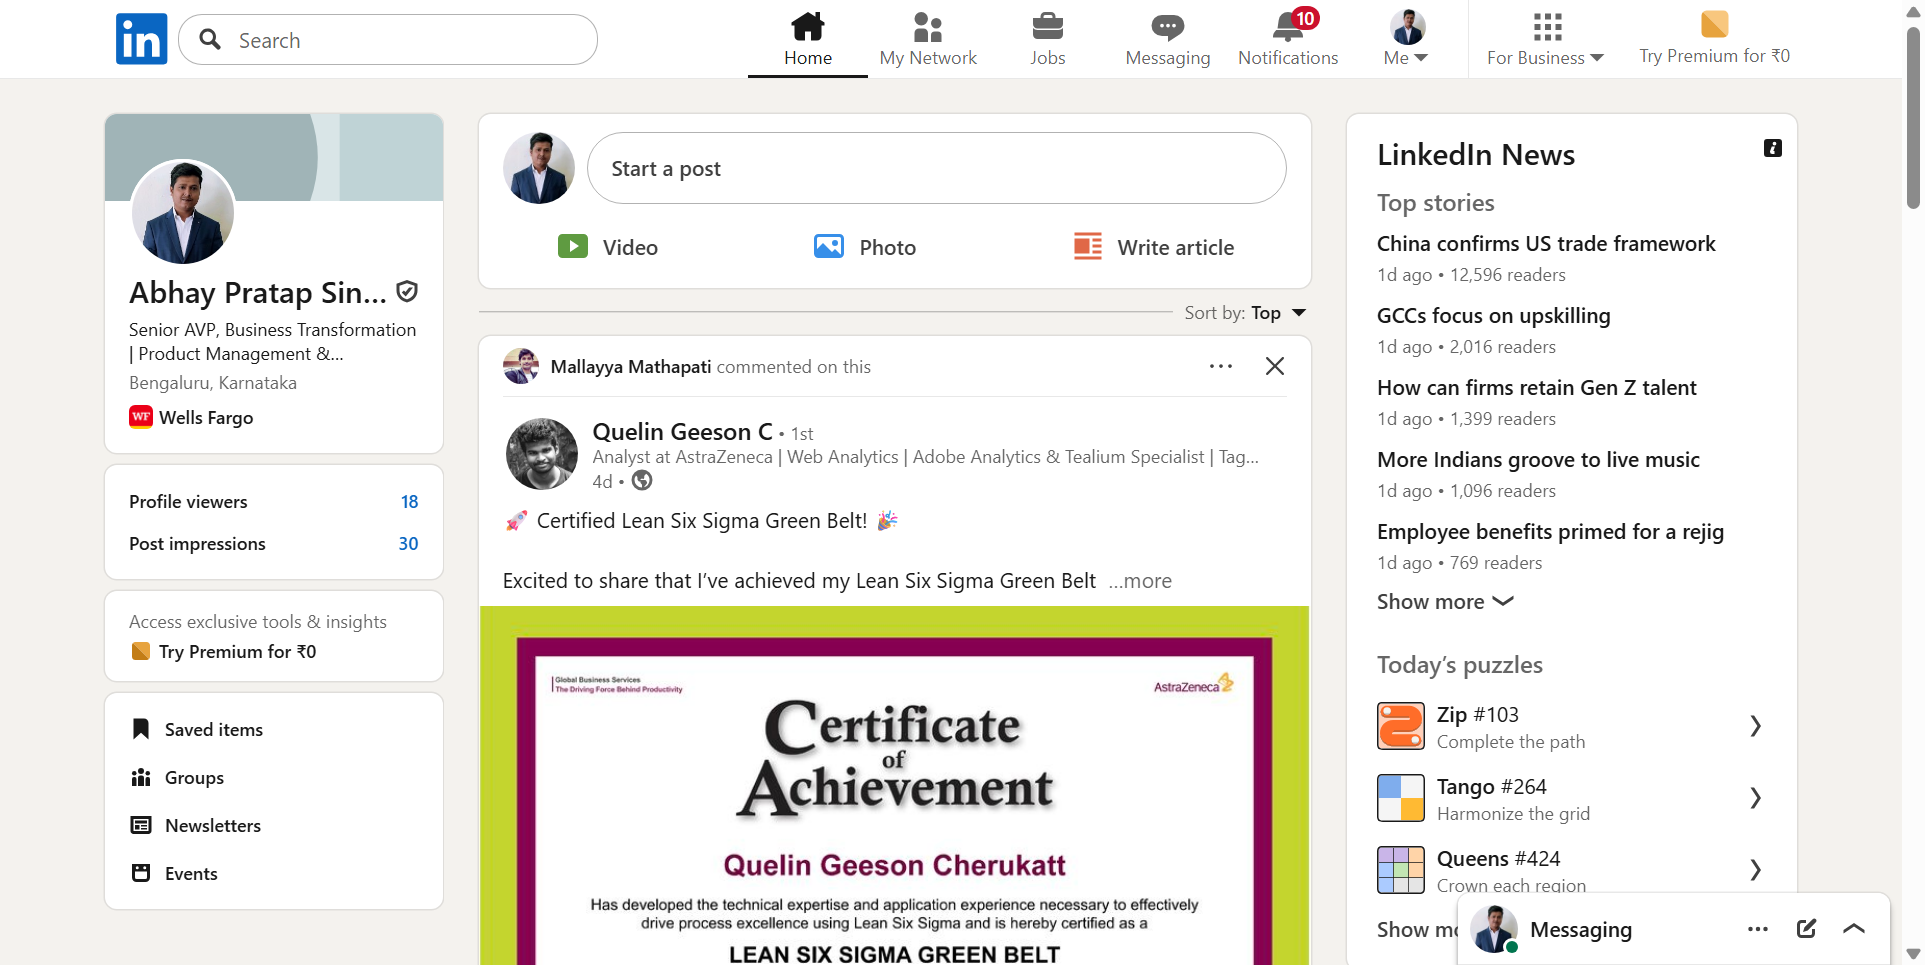 in
Search
Home
My Network
Jobs
Messaging
10
Notifications
Me
For Business
Try Premium for ₹0
Abhay Pratap Sin...
Senior AVP, Business Transformation
| Product Management &...
Bengaluru, Karnataka
WF Wells Fargo
Profile viewers 18
Post impressions 30
Access exclusive tools & insights
Try Premium for ₹0
Saved items
Groups
Newsletters
Events
Start a post
Video
Photo
Write article
Sort by: Top
Mallayya Mathapati commented on this
Quelin Geeson C • 1st
Analyst at AstraZeneca | Web Analytics | Adobe Analytics & Tealium Specialist | Tag...
4d •
🚀 Certified Lean Six Sigma Green Belt! 🎉
Excited to share that I’ve achieved my Lean Six Sigma Green Belt ...more
Global Business Services
The Driving Force Behind Productivity
AstraZeneca
Certificate
of
Achievement
Quelin Geeson Cherukatt
Has developed the technical expertise and application experience necessary to effectively
drive process excellence using Lean Six Sigma and is hereby certified as a
LEAN SIX SIGMA GREEN BELT
LinkedIn News
Top stories
China confirms US trade framework
1d ago • 12,596 readers
GCCs focus on upskilling
1d ago • 2,016 readers
How can firms retain Gen Z talent
1d ago • 1,399 readers
More Indians groove to live music
1d ago • 1,096 readers
Employee benefits primed for a rejig
1d ago • 769 readers
Show more
Today’s puzzles
Zip #103
Complete the path
Tango #264
Harmonize the grid
Queens #424
Crown each region
Show mo
Messaging